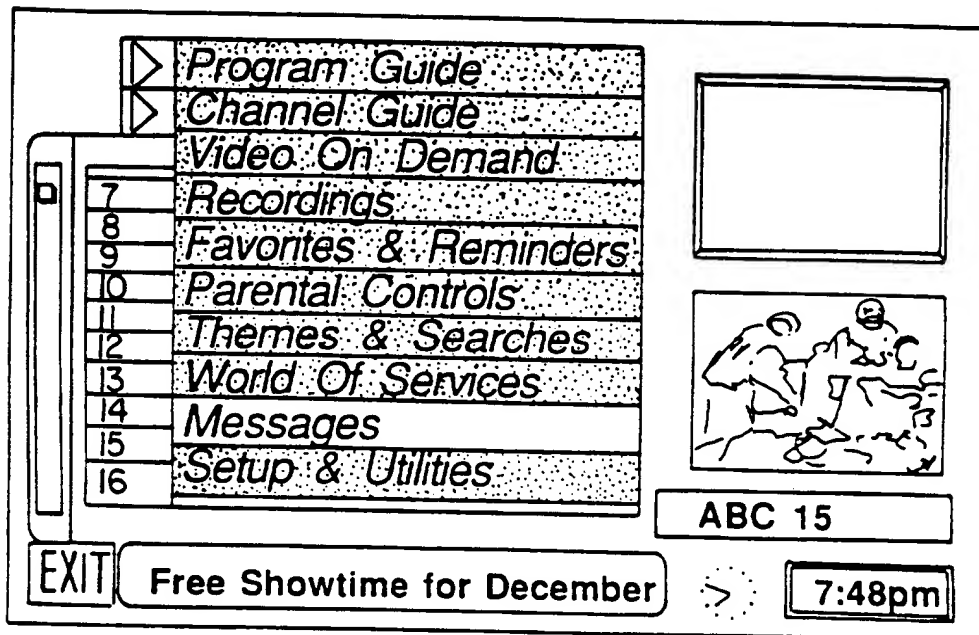 Program Guide
Channel Guide
Video On Demand
7 Recordings
8
9 Favorites & Reminders
10 Parental Controls
11
12 Themes & Searches
13 World Of Services
14 Messages
15
16 Setup & Utilities
ABC 15
EXIT Free Showtime for December 7:48pm